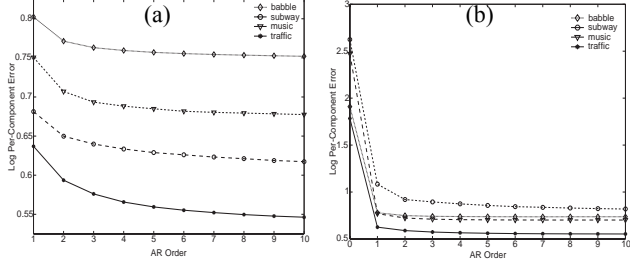 (a)
babble
subway
music
traffic
0.8
0.75
0.7
0.65
0.6
0.55
Log Per-Component Error
1 2 3 4 5 6 7 8 9 10
AR Order
(b)
babble
subway
music
traffic
3
2.5
2
1.5
1
0.5
Log Per-Component Error
0 1 2 3 4 5 6 7 8 9 10
AR Order